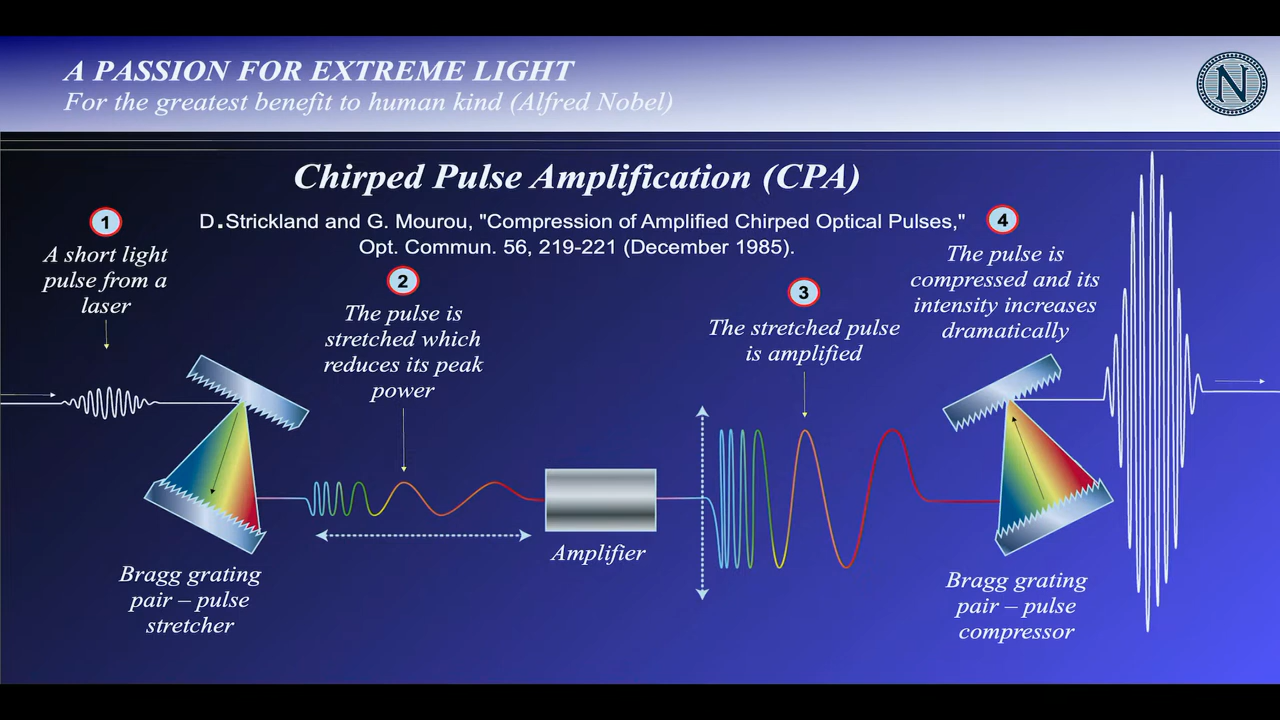 A PASSION FOR EXTREME LIGHT
For the greatest benefit to human kind (Alfred Nobel)
N
Chirped Pulse Amplification (CPA)
D.Strickland and G. Mourou, "Compression of Amplified Chirped Optical Pulses,"
Opt. Commun. 56, 219-221 (December 1985).
1
A short light
pulse from a
laser
2
The pulse is
stretched which
reduces its peak
power
3
The stretched pulse
is amplified
4
The pulse is
compressed and its
intensity increases
dramatically
Bragg grating
pair – pulse
stretcher
Amplifier
Bragg grating
pair – pulse
compressor